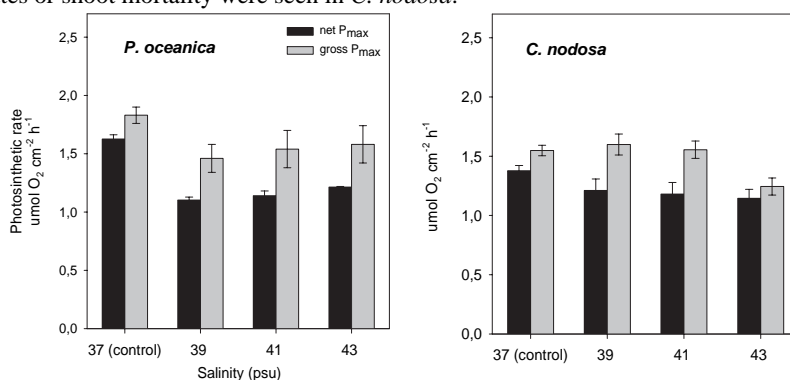 tes of shoot mortality were seen in C. nodosa.
2,5
2,0
1,5
1,0
0,5
0,0
P. oceanica
net Pmax
gross Pmax
Photosinthetic rate
umol O2 cm-2 h-1
37 (control) 39 41 43
Salinity (psu)
2,5
2,0
1,5
1,0
0,5
0,0
C. nodosa
umol O2 cm-2 h-1
37 (control) 39 41 43